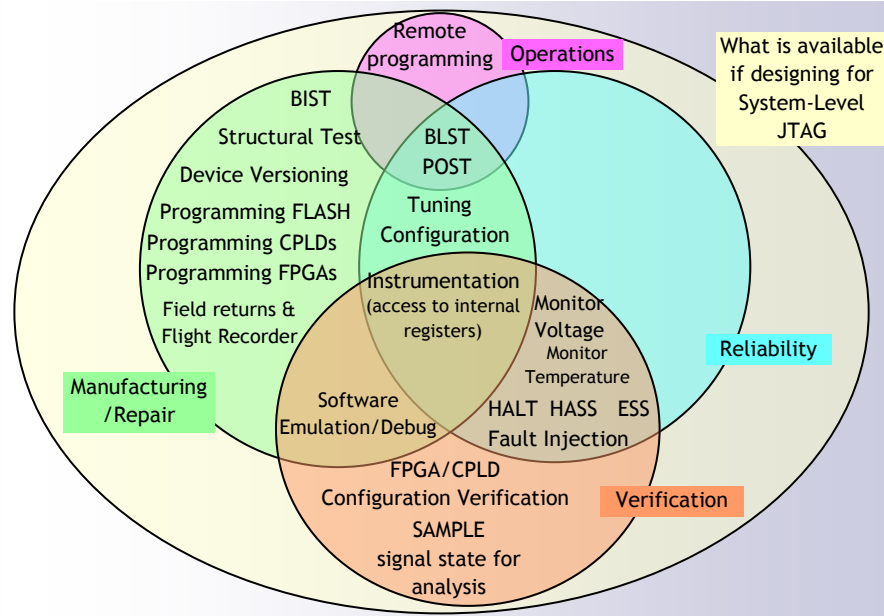 Remote
programming
Operations
What is available
if designing for
System-Level
JTAG
BIST
Structural Test
BLST
POST
Device Versioning
Tuning
Configuration
Programming FLASH
Programming CPLDs
Programming FPGAs
Instrumentation
(access to internal
registers)
Field returns &
Flight Recorder
Monitor
Voltage
Monitor
Temperature
Reliability
Manufacturing
/Repair
Software
Emulation/Debug
HALT HASS ESS
Fault Injection
FPGA/CPLD
Configuration Verification
Verification
SAMPLE
signal state for
analysis